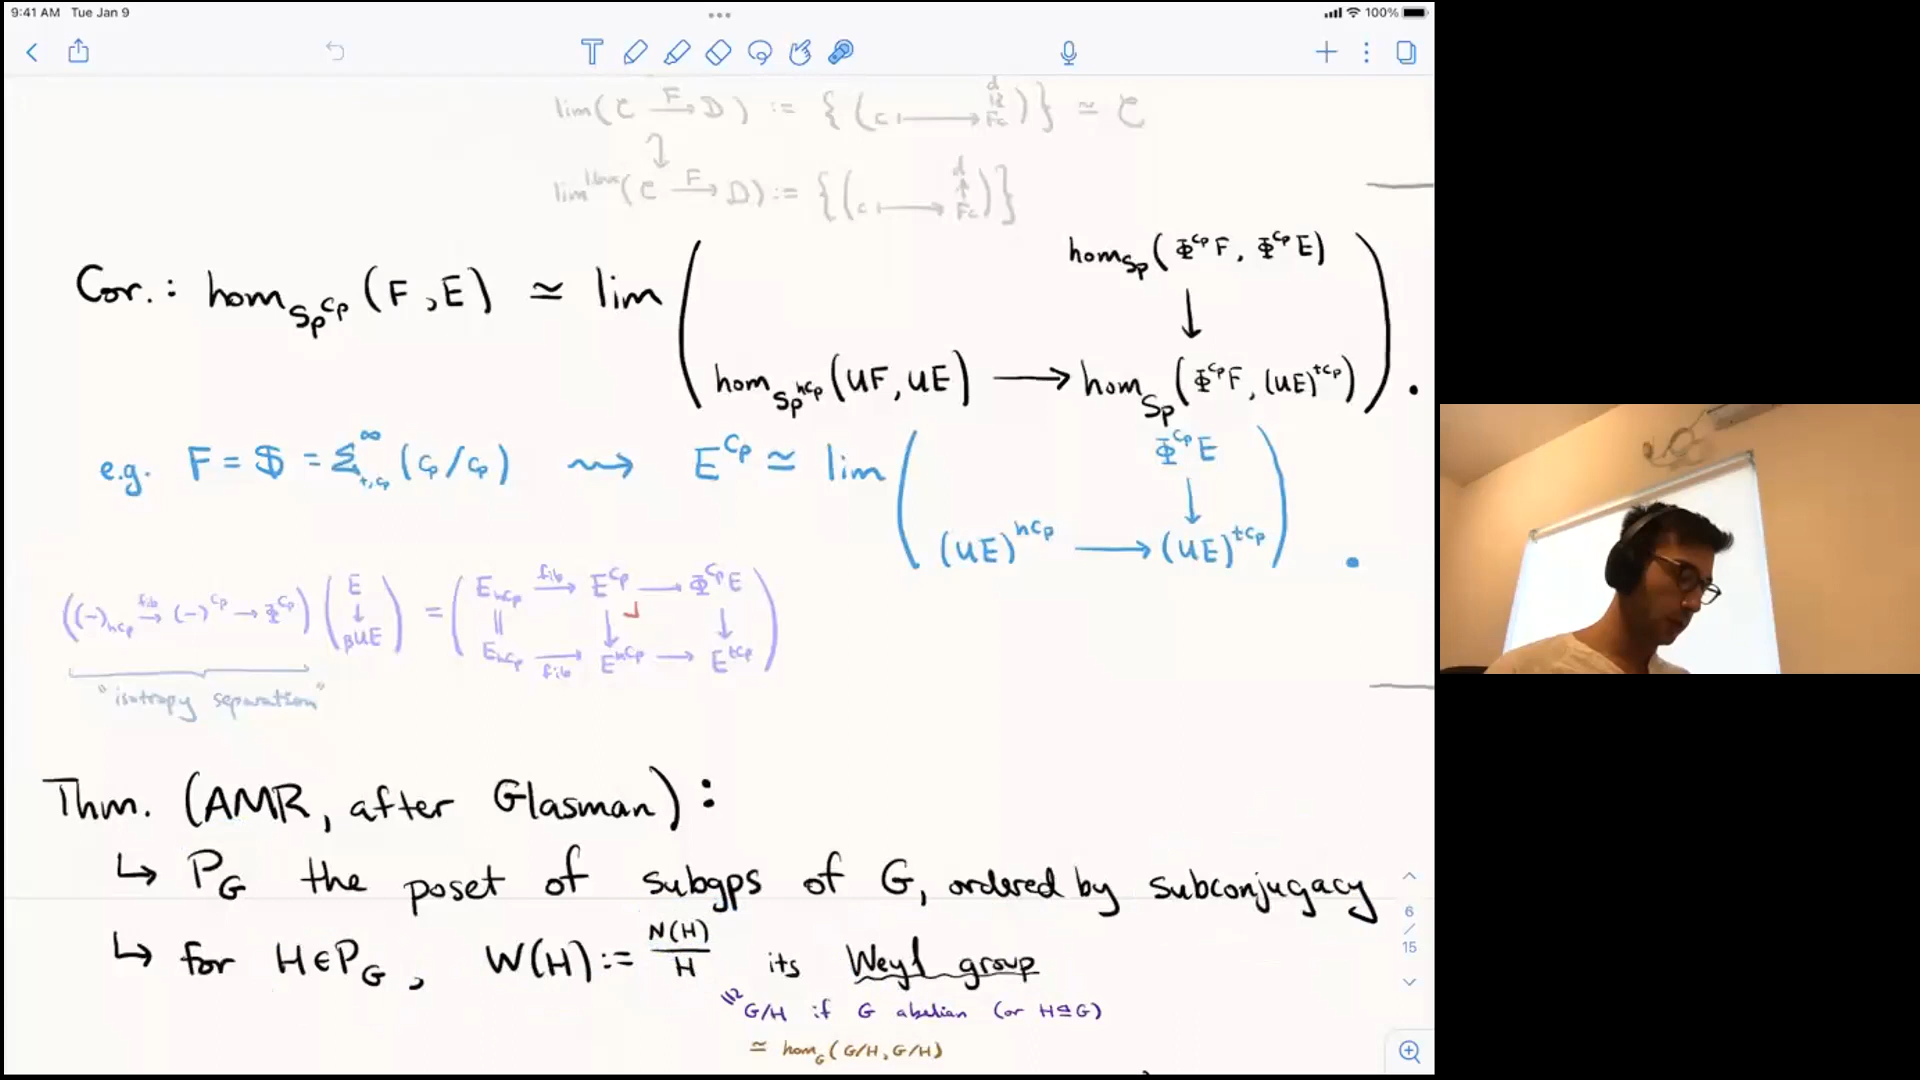 9:41 AM Tue Jan 9
100%
lim( C —F→ D ) := { ( c ⟼ Fc ≅ d ) } ≃ C
lim^l.lax( C —F→ D ) := { ( c ⟼ Fc → d ) }
Cor.: hom_{Sp^{Cp}} (F, E) ≃ lim ( hom_{Sp^{hCp}} (UF, UE) ⟶ hom_{Sp} (Φ^{Cp}F, (UE)^{tCp}) ↓ hom_{Sp} (Φ^{Cp}F, Φ^{Cp}E) ) .
e.g. F = $ = Σ^∞_{+,Cp} (Cp/Cp) ⇝ E^{Cp} ≃ lim ( (UE)^{hCp} ⟶ (UE)^{tCp} ↓ Φ^{Cp}E ) .
((-)_{hCp} —fib→ (-)^{Cp} → Φ^{Cp}) ( E ↓ βUE ) = ( E_{hCp} —fib→ E^{Cp} ⟶ Φ^{Cp}E
‖ ↓ ↓
E_{hCp} —fib→ E^{hCp} ⟶ E^{tCp} )
"isotropy separation"
Thm. (AMR, after Glasman):
↳ P_G the poset of subgps of G, ordered by subconjugacy
↳ for H∈P_G, W(H) := N(H)/H its Weyl group
≅ G/H if G abelian (or H⊴G)
≃ hom_G (G/H, G/H)
6
/
15